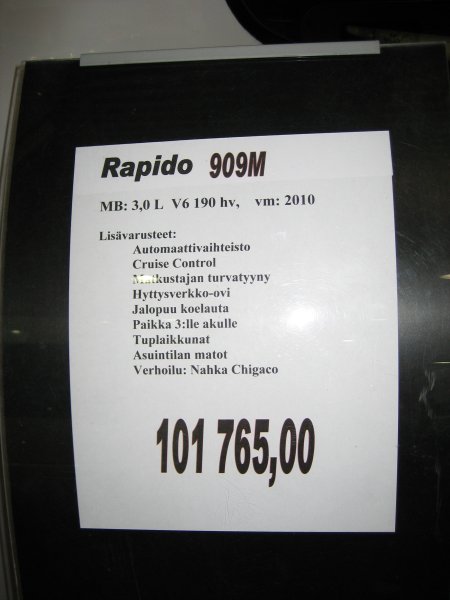 Rapido 909M
MB: 3,0 L V6 190 hv, vm: 2010
Lisävarusteet:
Automaattivaihteisto
Cruise Control
Matkustajan turvatyyny
Hyttysverkko-ovi
Jalopuu koelauta
Paikka 3:lle akulle
Tuplaikkunat
Asuintilan matot
Verhoilu: Nahka Chigaco
101 765,00